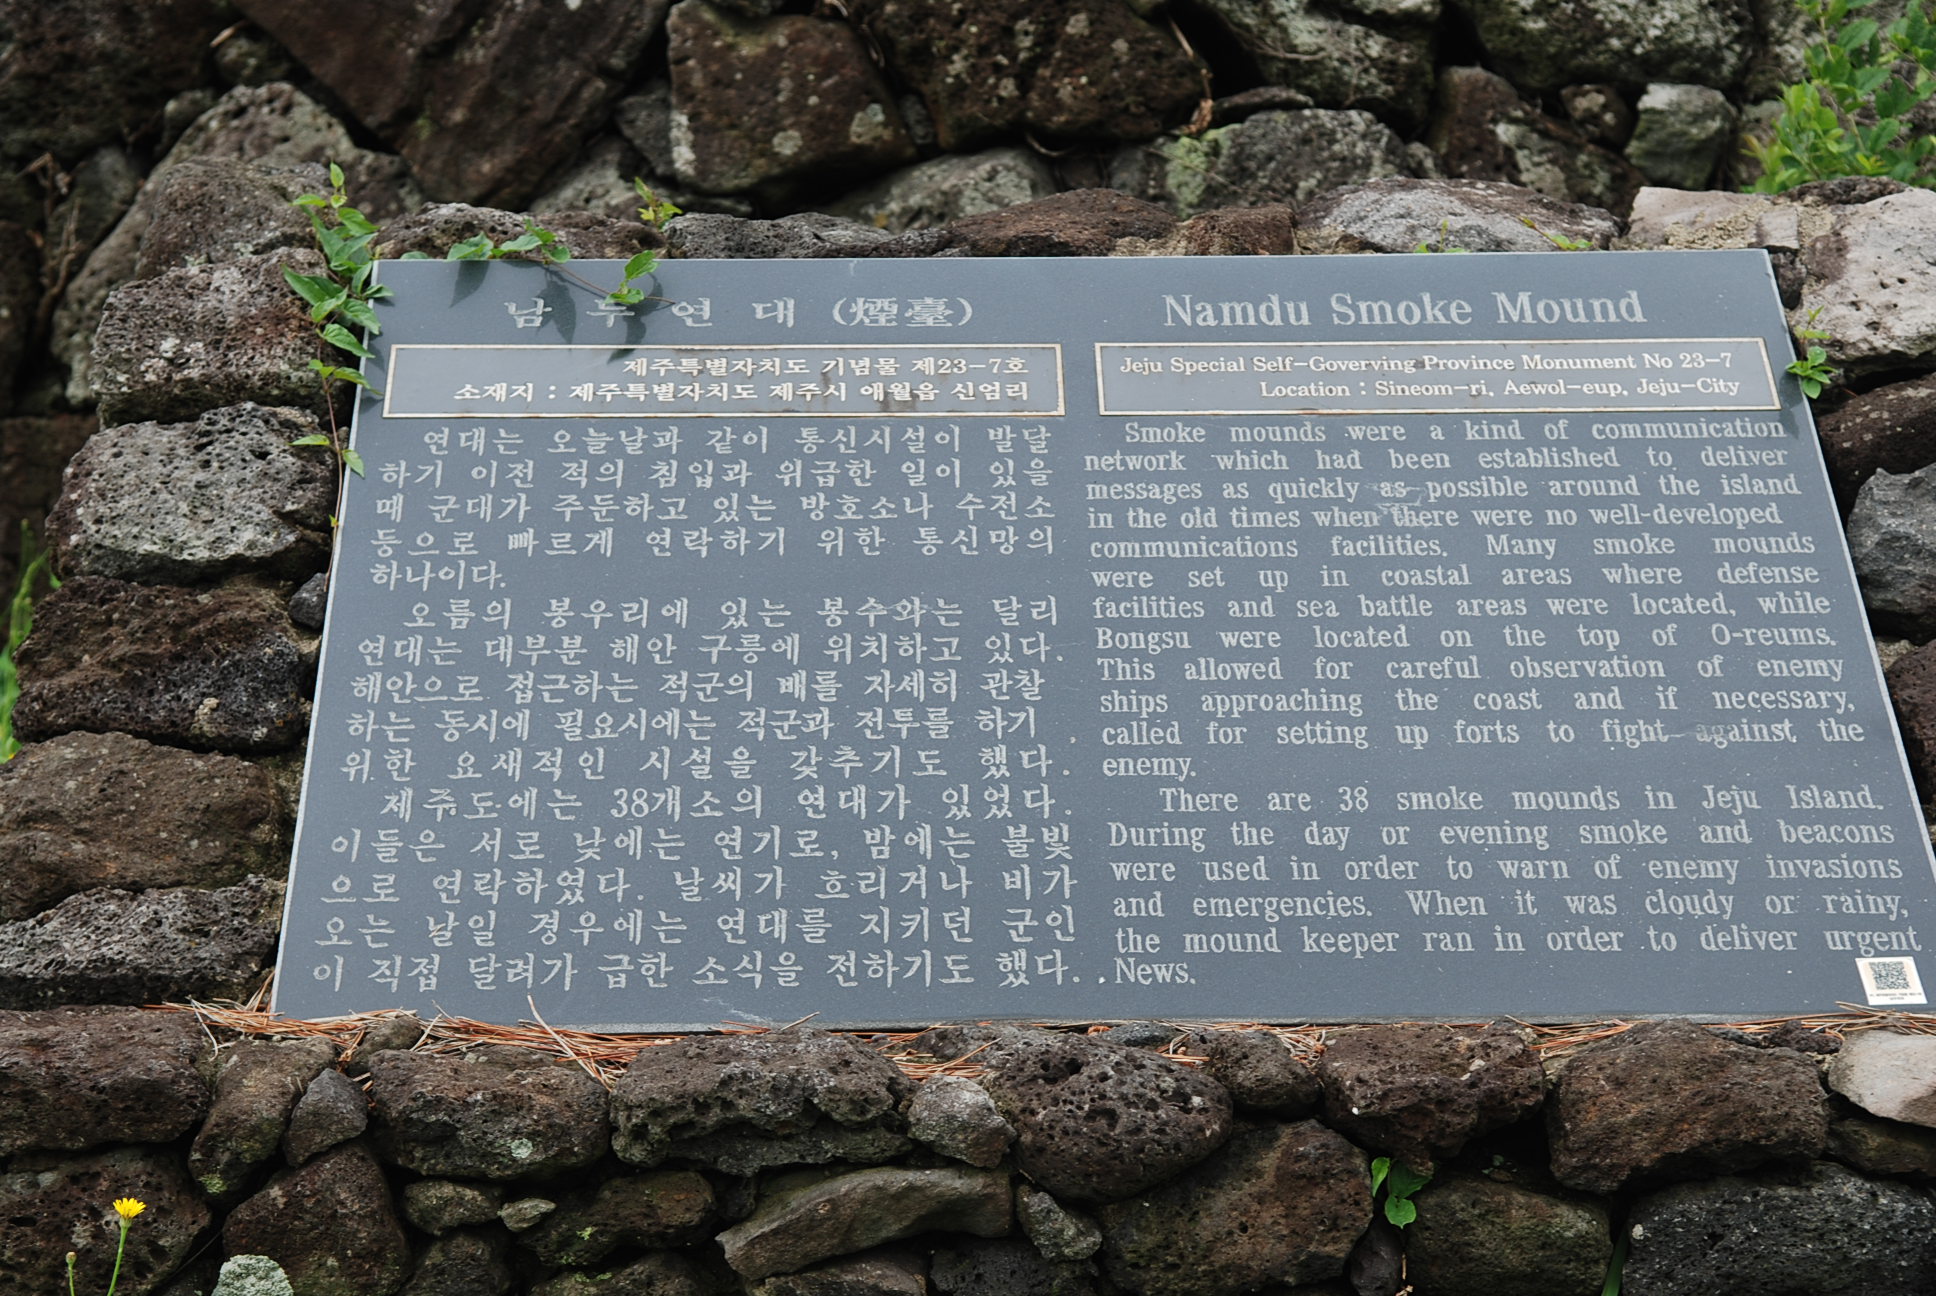 남두연대 (煙臺)
제주특별자치도 기념물 제23-7호
소재지 : 제주특별자치도 제주시 애월읍 신엄리
연대는 오늘날과 같이 통신시설이 발달
하기 이전 적의 침입과 위급한 일이 있을
때 군대가 주둔하고 있는 방호소나 수전소
등으로 빠르게 연락하기 위한 통신망의
하나이다.
오름의 봉우리에 있는 봉수와는 달리
연대는 대부분 해안 구릉에 위치하고 있다.
해안으로 접근하는 적군의 배를 자세히 관찰
하는 동시에 필요시에는 적군과 전투를 하기
위한 요새적인 시설을 갖추기도 했다.
제주도에는 38개소의 연대가 있었다.
이들은 서로 낮에는 연기로, 밤에는 불빛
으로 연락하였다. 날씨가 흐리거나 비가
오는 날일 경우에는 연대를 지키던 군인
이 직접 달려가 급한 소식을 전하기도 했다.
Namdu Smoke Mound
Jeju Special Self-Goverving Province Monument No 23-7
Location : Sineom-ri, Aewol-eup, Jeju-City
Smoke mounds were a kind of communication
network which had been established to deliver
messages as quickly as possible around the island
in the old times when there were no well-developed
communications facilities. Many smoke mounds
were set up in coastal areas where defense
facilities and sea battle areas were located, while
Bongsu were located on the top of O-reums.
This allowed for careful observation of enemy
ships approaching the coast and if necessary,
called for setting up forts to fight against the
enemy.
There are 38 smoke mounds in Jeju Island.
During the day or evening smoke and beacons
were used in order to warn of enemy invasions
and emergencies. When it was cloudy or rainy,
the mound keeper ran in order to deliver urgent
News.